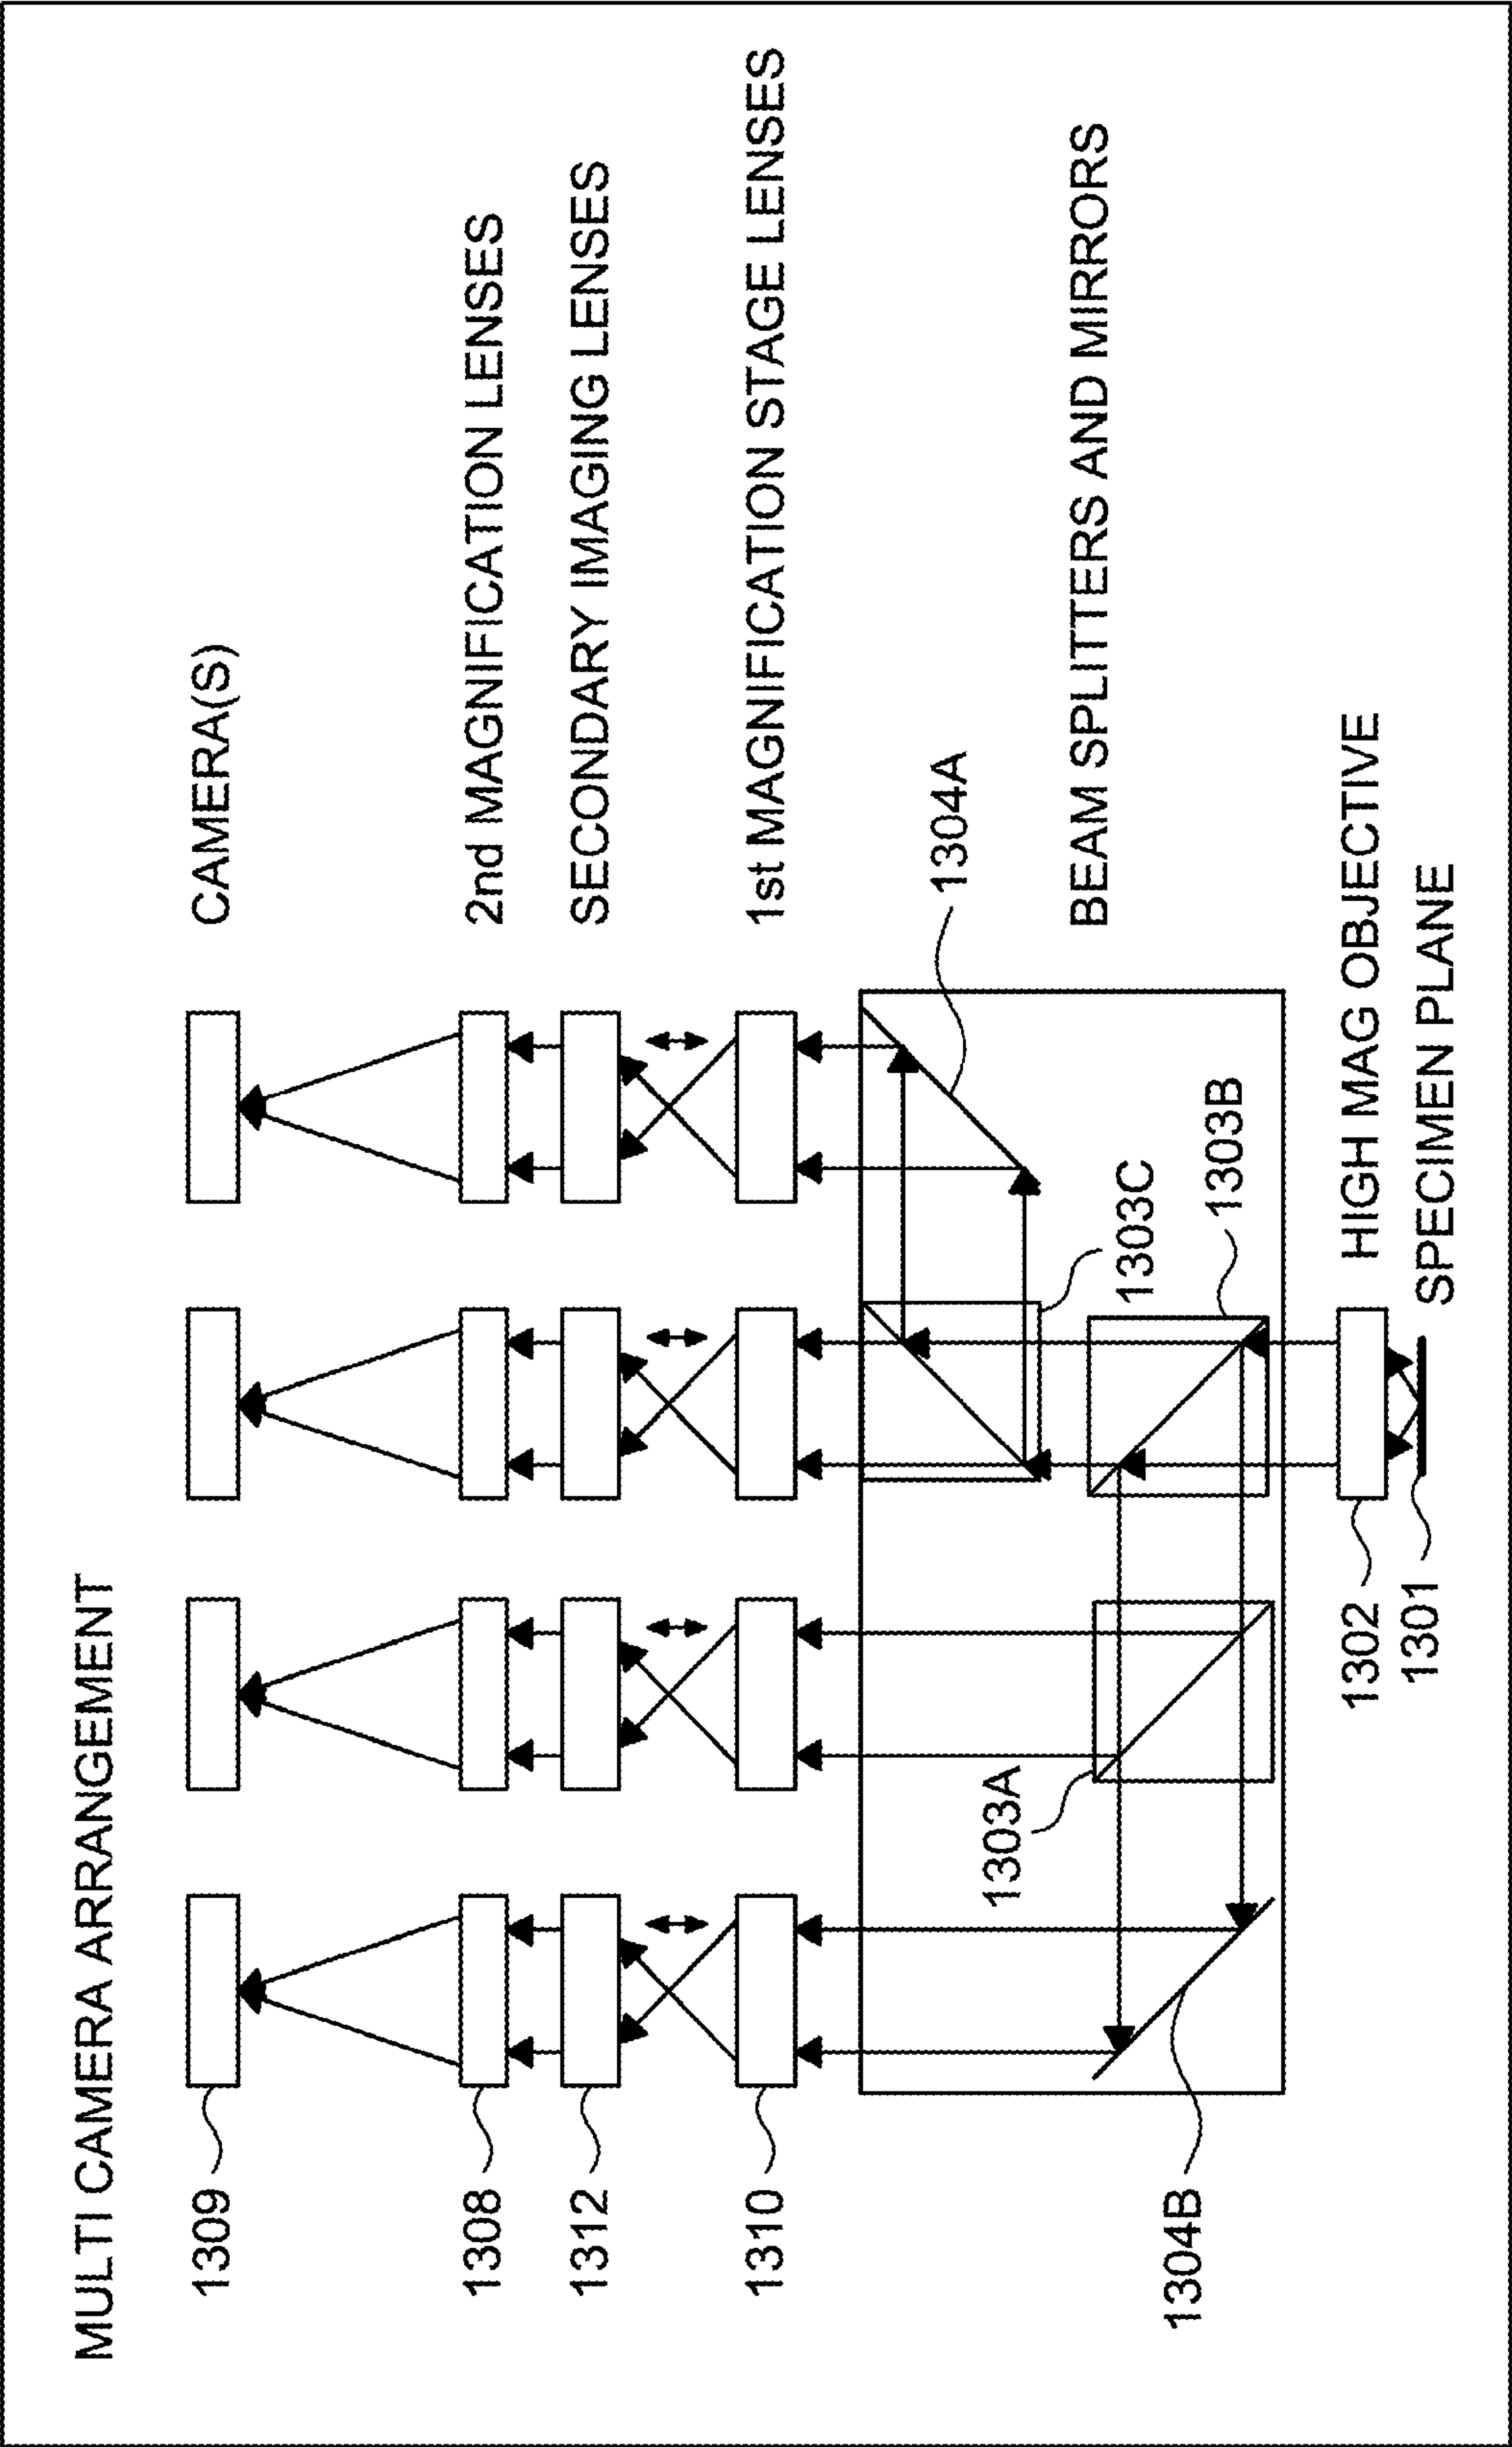 MULTI CAMERA ARRANGEMENT
1309
CAMERA(S)
1308
2nd MAGNIFICATION LENSES
1312
SECONDARY IMAGING LENSES
1310
1st MAGNIFICATION STAGE LENSES
1304A
1303A
1303C
BEAM SPLITTERS AND MIRRORS
1304B
1303B
1302
HIGH MAG OBJECTIVE
1301
SPECIMEN PLANE